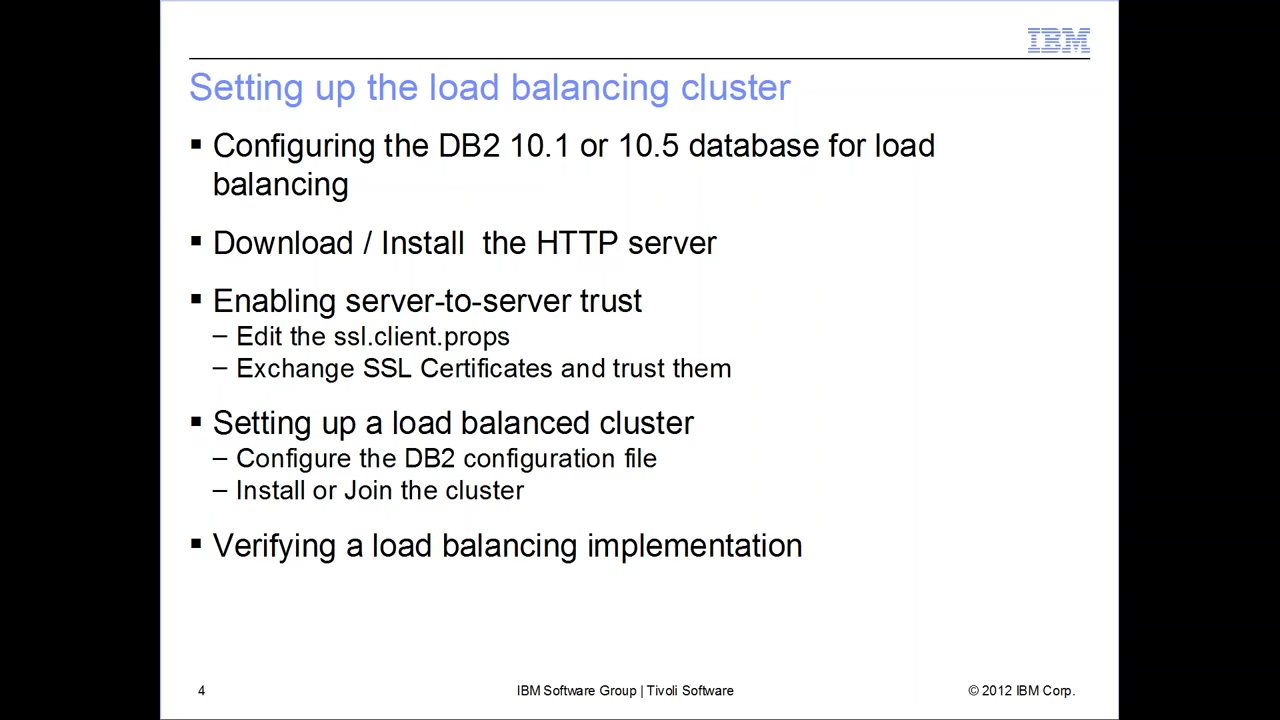 IBM
Setting up the load balancing cluster
▪ Configuring the DB2 10.1 or 10.5 database for load
balancing
▪ Download / Install  the HTTP server
▪ Enabling server-to-server trust
– Edit the ssl.client.props
– Exchange SSL Certificates and trust them
▪ Setting up a load balanced cluster
– Configure the DB2 configuration file
– Install or Join the cluster
▪ Verifying a load balancing implementation
4 IBM Software Group | Tivoli Software © 2012 IBM Corp.